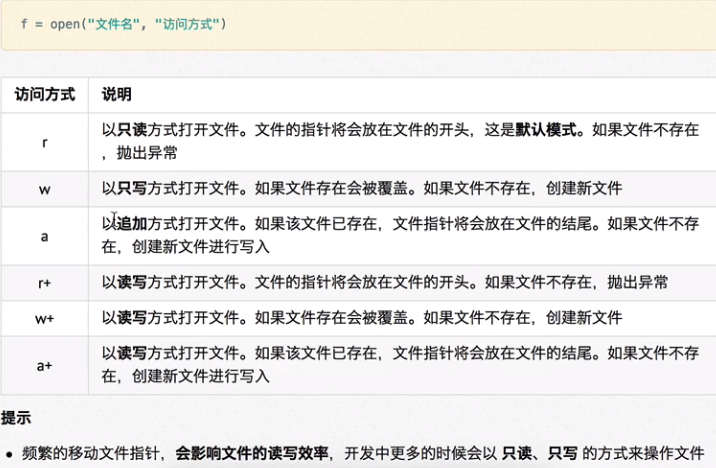 f = open("文件名", "访问方式")
访问方式 说明
r 以只读方式打开文件。文件的指针将会放在文件的开头，这是默认模式。如果文件不存在
，抛出异常
w 以只写方式打开文件。如果文件存在会被覆盖。如果文件不存在，创建新文件
a 以追加方式打开文件。如果该文件已存在，文件指针将会放在文件的结尾。如果文件不存
在，创建新文件进行写入
r+ 以读写方式打开文件。文件的指针将会放在文件的开头。如果文件不存在，抛出异常
w+ 以读写方式打开文件。如果文件存在会被覆盖。如果文件不存在，创建新文件
a+ 以读写方式打开文件。如果该文件已存在，文件指针将会放在文件的结尾。如果文件不存
在，创建新文件进行写入
提示
• 频繁的移动文件指针，会影响文件的读写效率，开发中更多的时候会以 只读、只写 的方式来操作文件